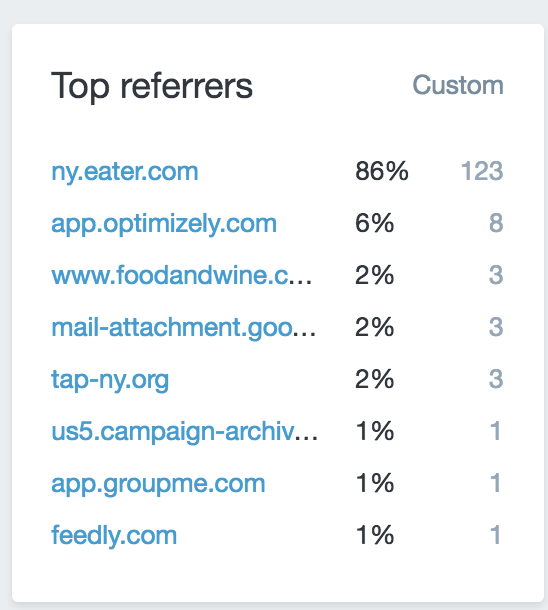 Top referrers Custom
ny.eater.com 86% 123
app.optimizely.com 6% 8
www.foodandwine.c... 2% 3
mail-attachment.goo... 2% 3
tap-ny.org 2% 3
us5.campaign-archiv... 1% 1
app.groupme.com 1% 1
feedly.com 1% 1